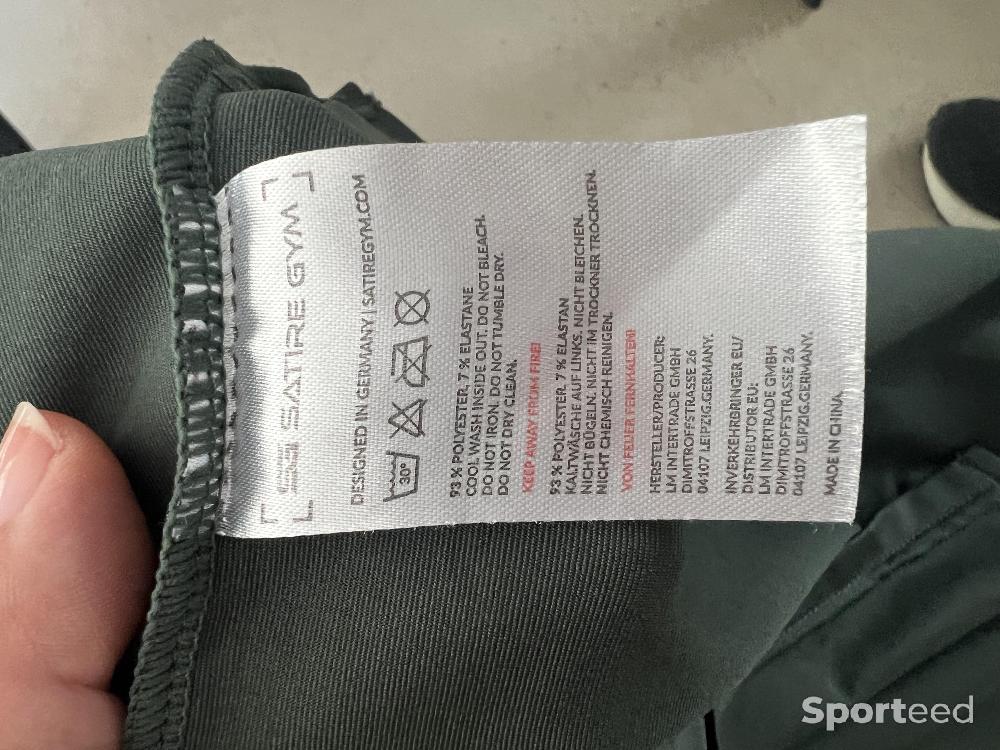 SG SATIRE GYM
DESIGNED IN GERMANY | SATIREGYM.COM
30°
93 % POLYESTER, 7 % ELASTANE
COOL WASH INSIDE OUT. DO NOT BLEACH.
DO NOT IRON. DO NOT TUMBLE DRY.
DO NOT DRY CLEAN.
KEEP AWAY FROM FIRE!
93 % POLYESTER, 7 % ELASTAN
KALTWÄSCHE AUF LINKS. NICHT BLEICHEN.
NICHT BÜGELN. NICHT IM TROCKNER TROCKNEN.
NICHT CHEMISCH REINIGEN.
VON FEUER FERNHALTEN!
HERSTELLER/PRODUCER:
LM INTERTRADE GMBH
DIMITROFFSTRASSE 26
04107 LEIPZIG.GERMANY.
INVERKEHRBRINGER EU/
DISTRIBUTOR EU:
LM INTERTRADE GMBH
DIMITROFFSTRASSE 26
04107 LEIPZIG.GERMANY.
MADE IN CHINA.
Sporteed